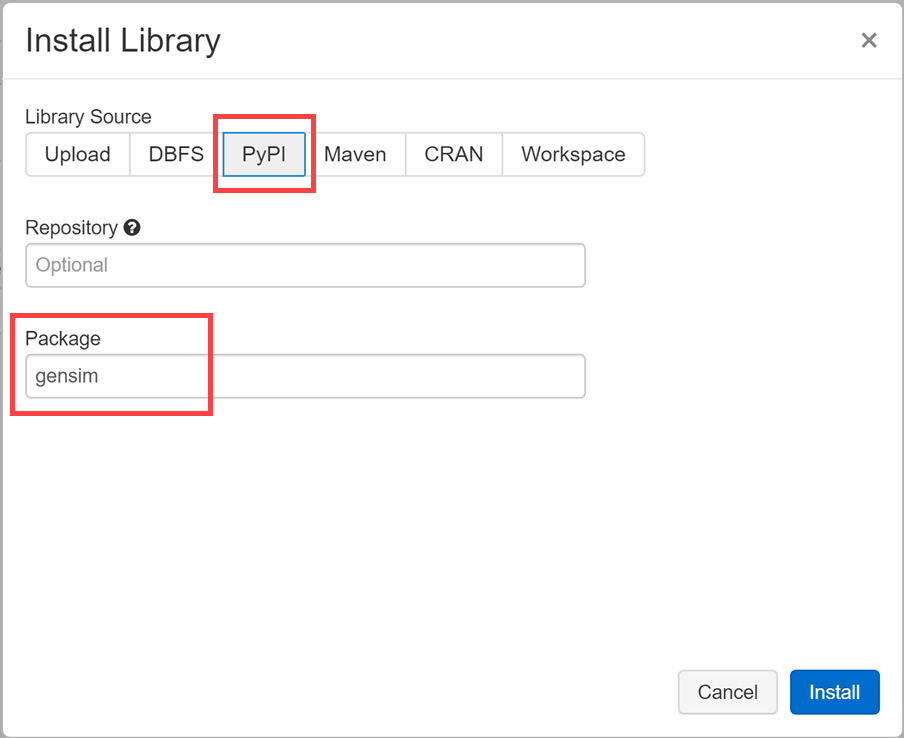 Install Library ×
Library Source
Upload DBFS PyPI Maven CRAN Workspace
Repository ?
Optional
Package
gensim
Cancel Install